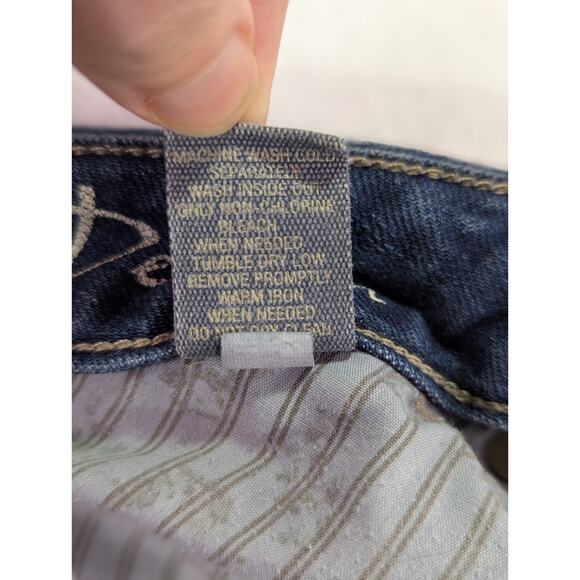 MACHINE WASH COLD
SEPARATELY
WASH INSIDE OUT
ONLY NON-CHLORINE
BLEACH
WHEN NEEDED
TUMBLE DRY LOW
REMOVE PROMPTLY
WARM IRON
WHEN NEEDED
DO NOT DRY CLEAN